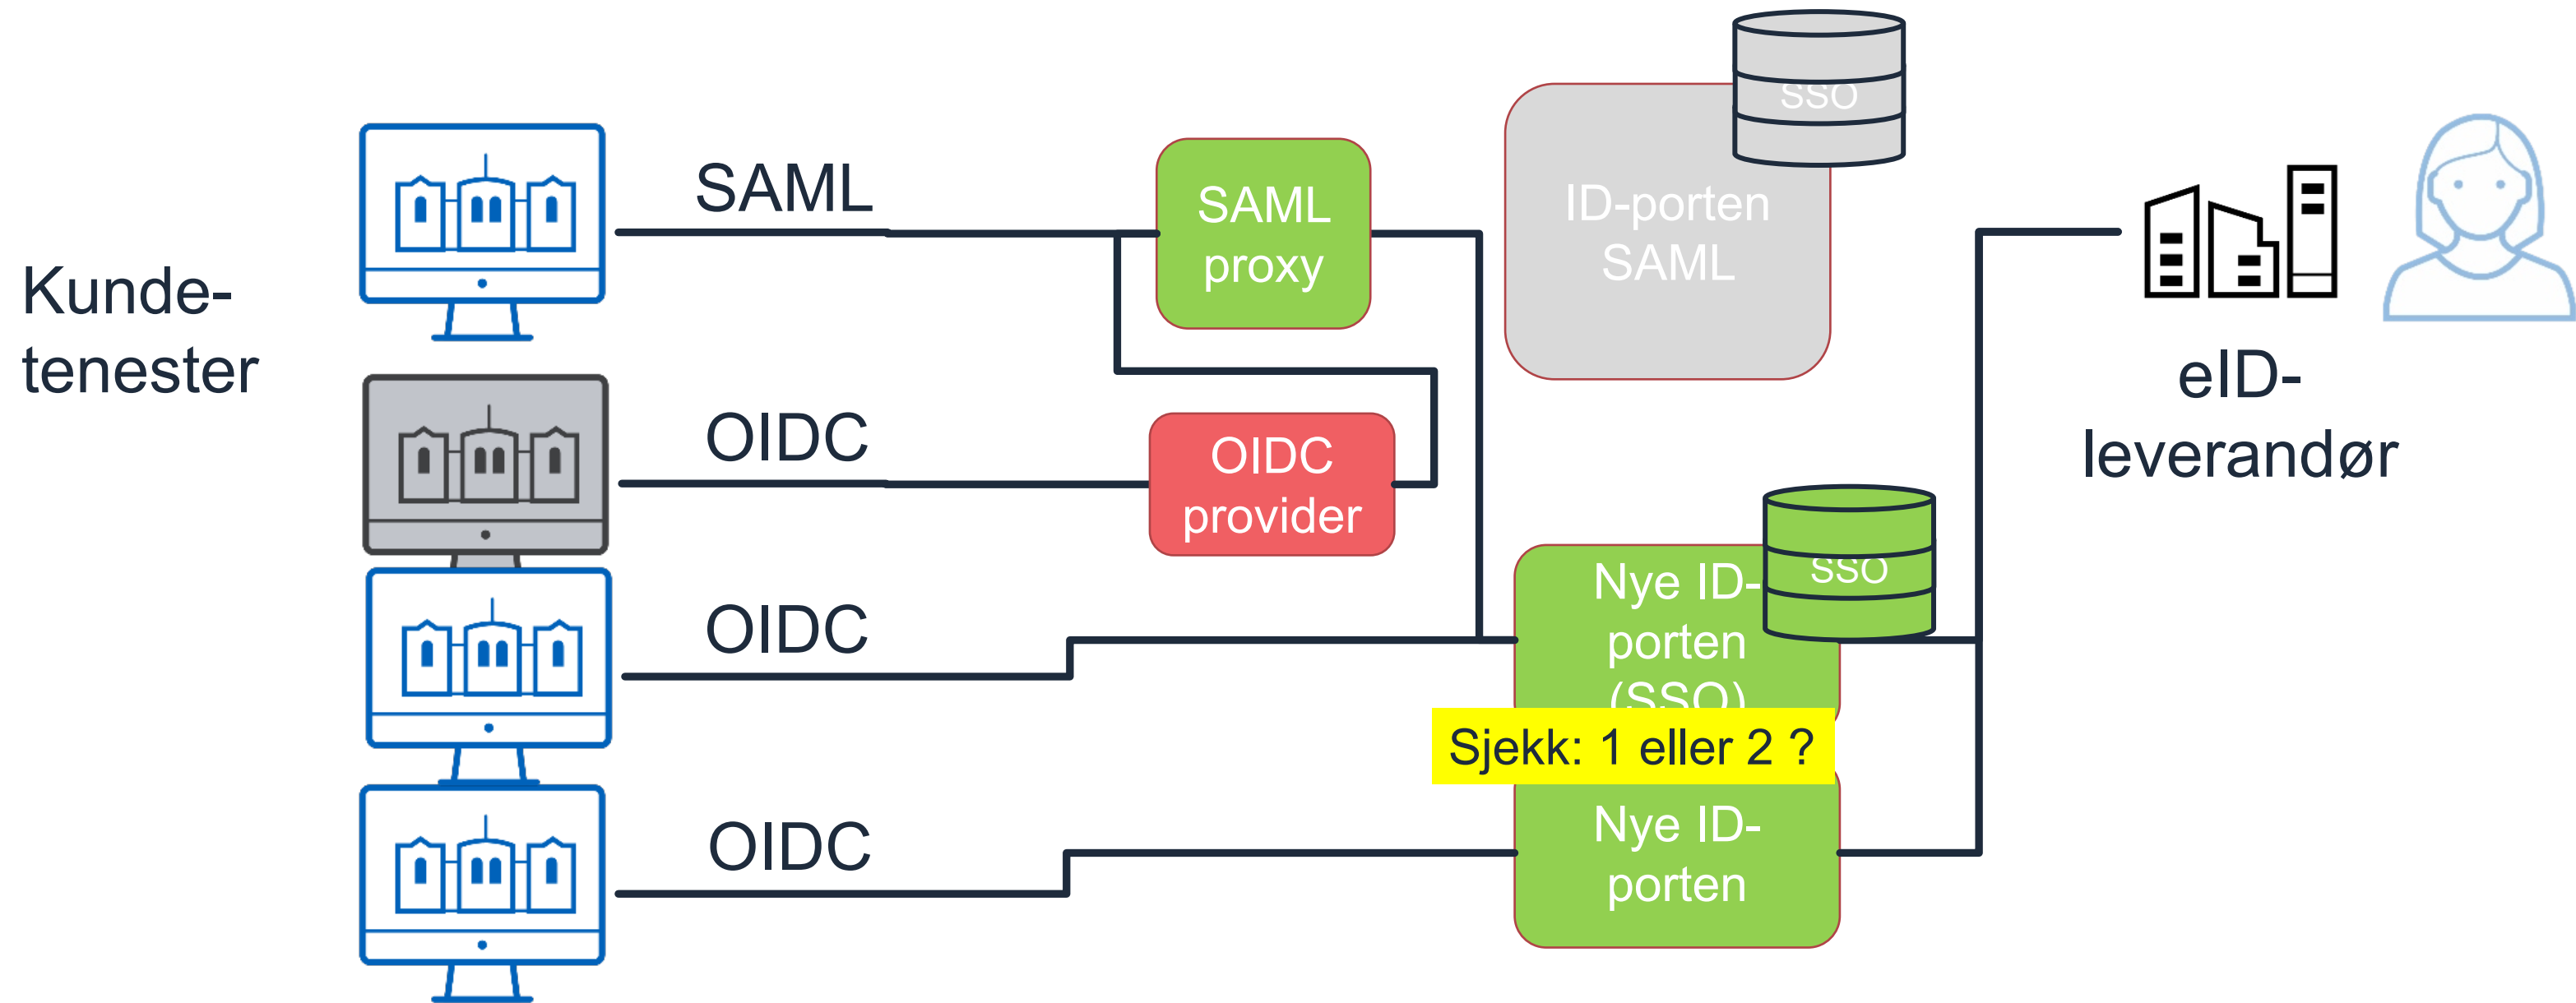 Kunde-
tenester
SAML
OIDC
OIDC
OIDC
SAML
proxy
OIDC
provider
ID-porten
SAML
SSO
Nye ID-
porten
(SSO)
SSO
Sjekk: 1 eller 2 ?
Nye ID-
porten
eID-
leverandør